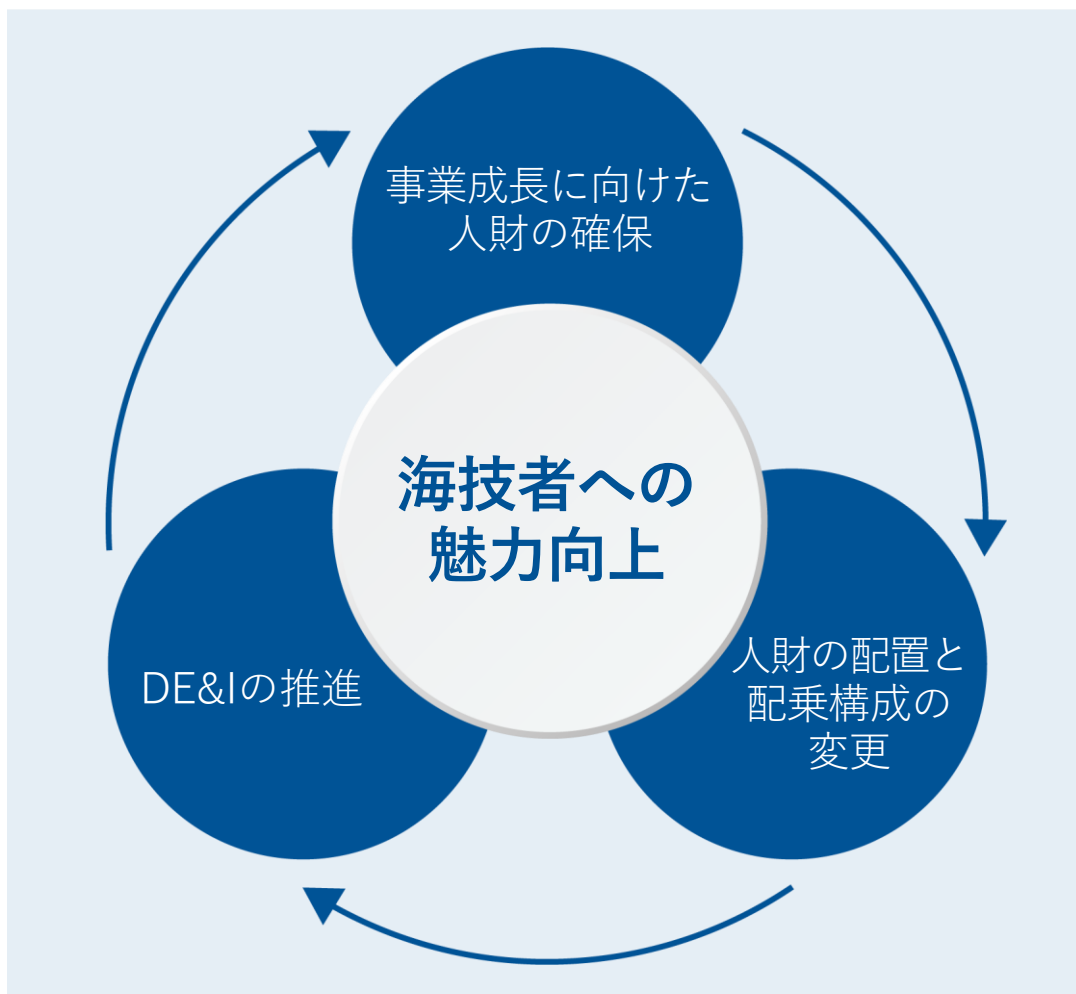 事業成長に向けた
人財の確保
海技者への
魅力向上
DE&Iの推進
人財の配置と
配乗構成の
変更